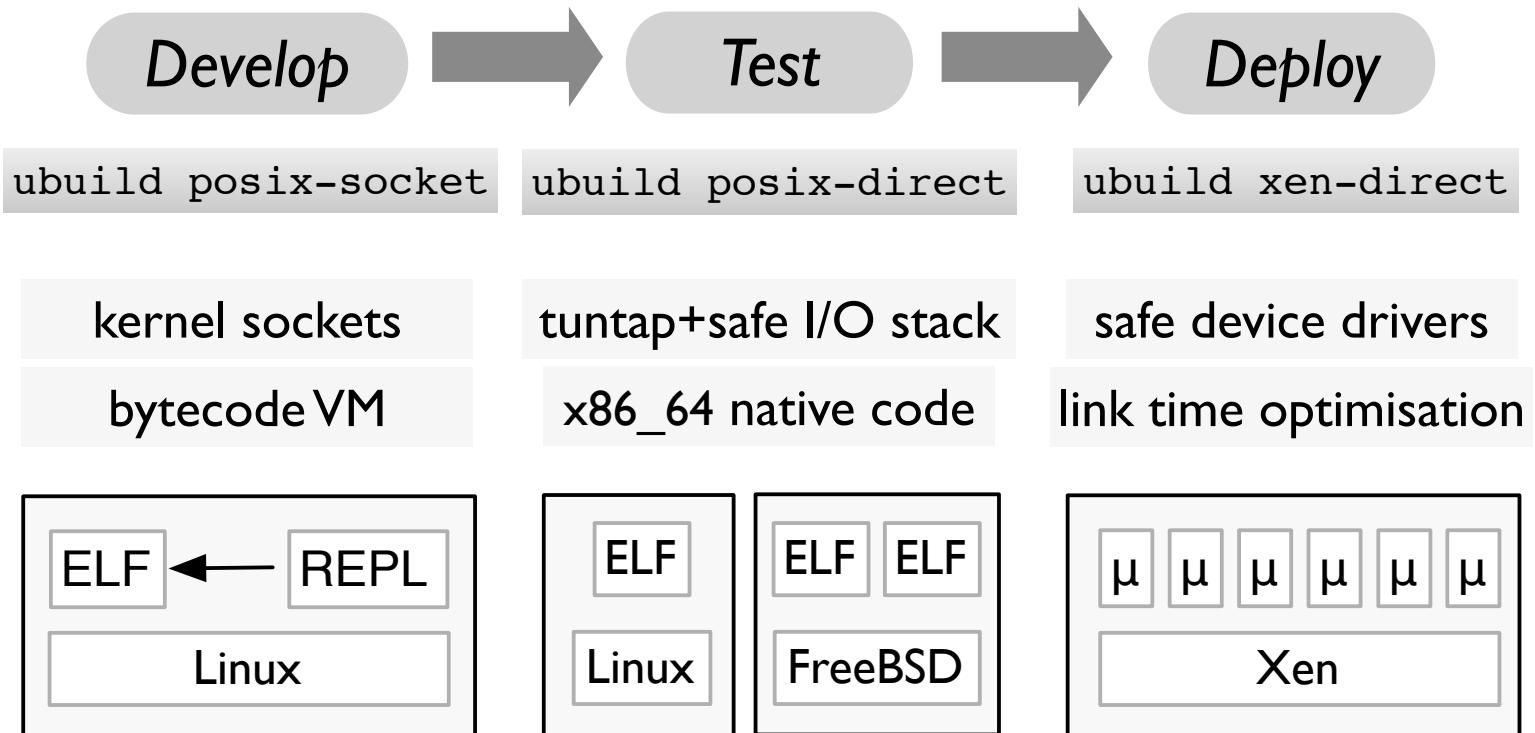 Develop
Test
Deploy
ubuild posix-socket
ubuild posix-direct
ubuild xen-direct
kernel sockets
tuntap+safe I/O stack
safe device drivers
bytecode VM
x86_64 native code
link time optimisation
ELF
REPL
ELF
ELF
ELF
μ
μ
μ
μ
μ
μ
Linux
Linux
FreeBSD
Xen